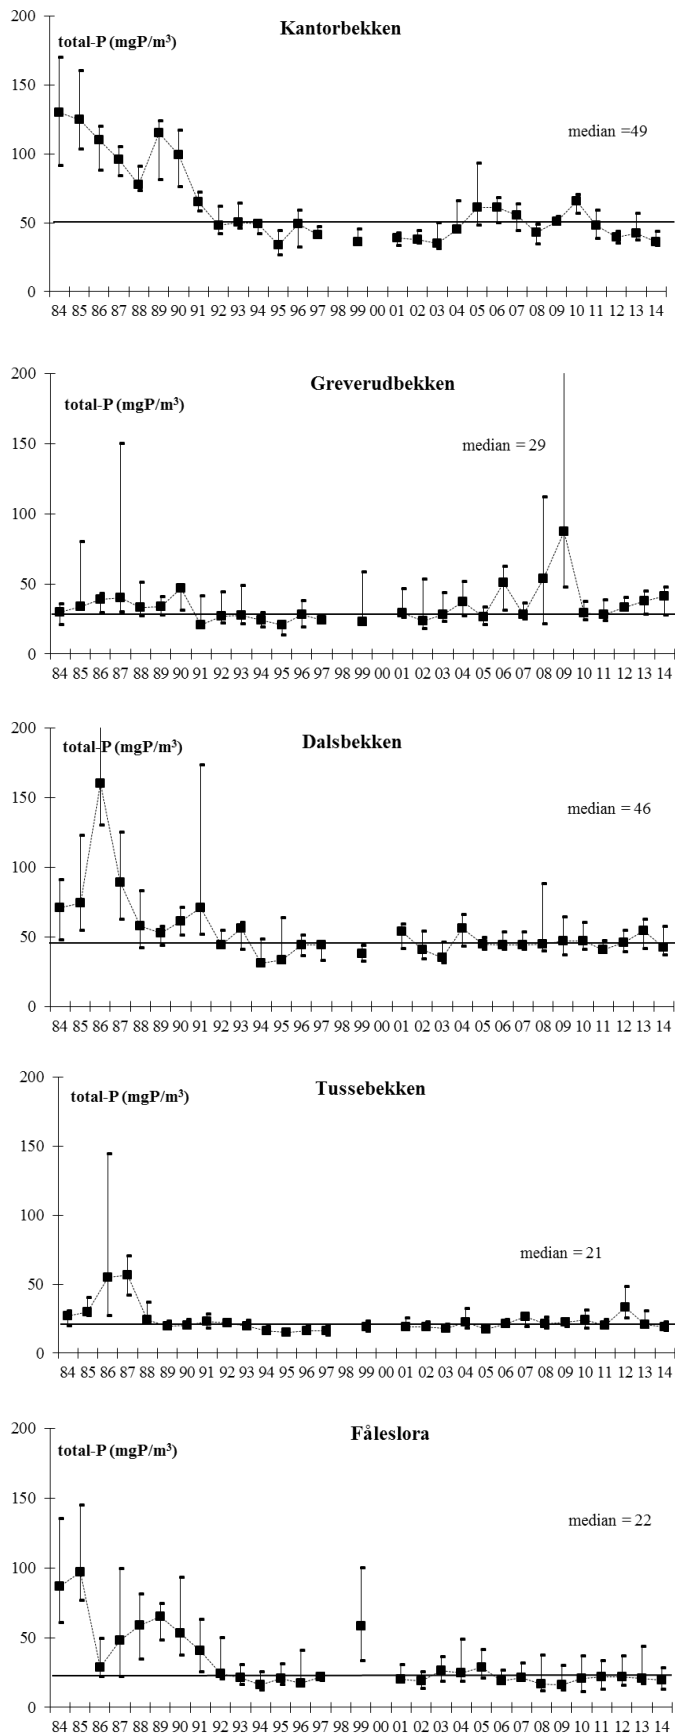 Kantorbekken
total-P (mgP/m³)
200
150
median =49
100
50
0
84 85 86 87 88 89 90 91 92 93 94 95 96 97 98 99 00 01 02 03 04 05 06 07 08 09 10 11 12 13 14
Greverudbekken
total-P (mgP/m³)
200
150
median = 29
100
50
0
84 85 86 87 88 89 90 91 92 93 94 95 96 97 98 99 00 01 02 03 04 05 06 07 08 09 10 11 12 13 14
Dalsbekken
total-P (mgP/m³)
200
150
median = 46
100
50
0
84 85 86 87 88 89 90 91 92 93 94 95 96 97 98 99 00 01 02 03 04 05 06 07 08 09 10 11 12 13 14
Tussebekken
total-P (mgP/m³)
200
150
100
median = 21
50
0
84 85 86 87 88 89 90 91 92 93 94 95 96 97 98 99 00 01 02 03 04 05 06 07 08 09 10 11 12 13 14
Fåleslora
total-P (mgP/m³)
200
150
median = 22
100
50
0
84 85 86 87 88 89 90 91 92 93 94 95 96 97 98 99 00 01 02 03 04 05 06 07 08 09 10 11 12 13 14